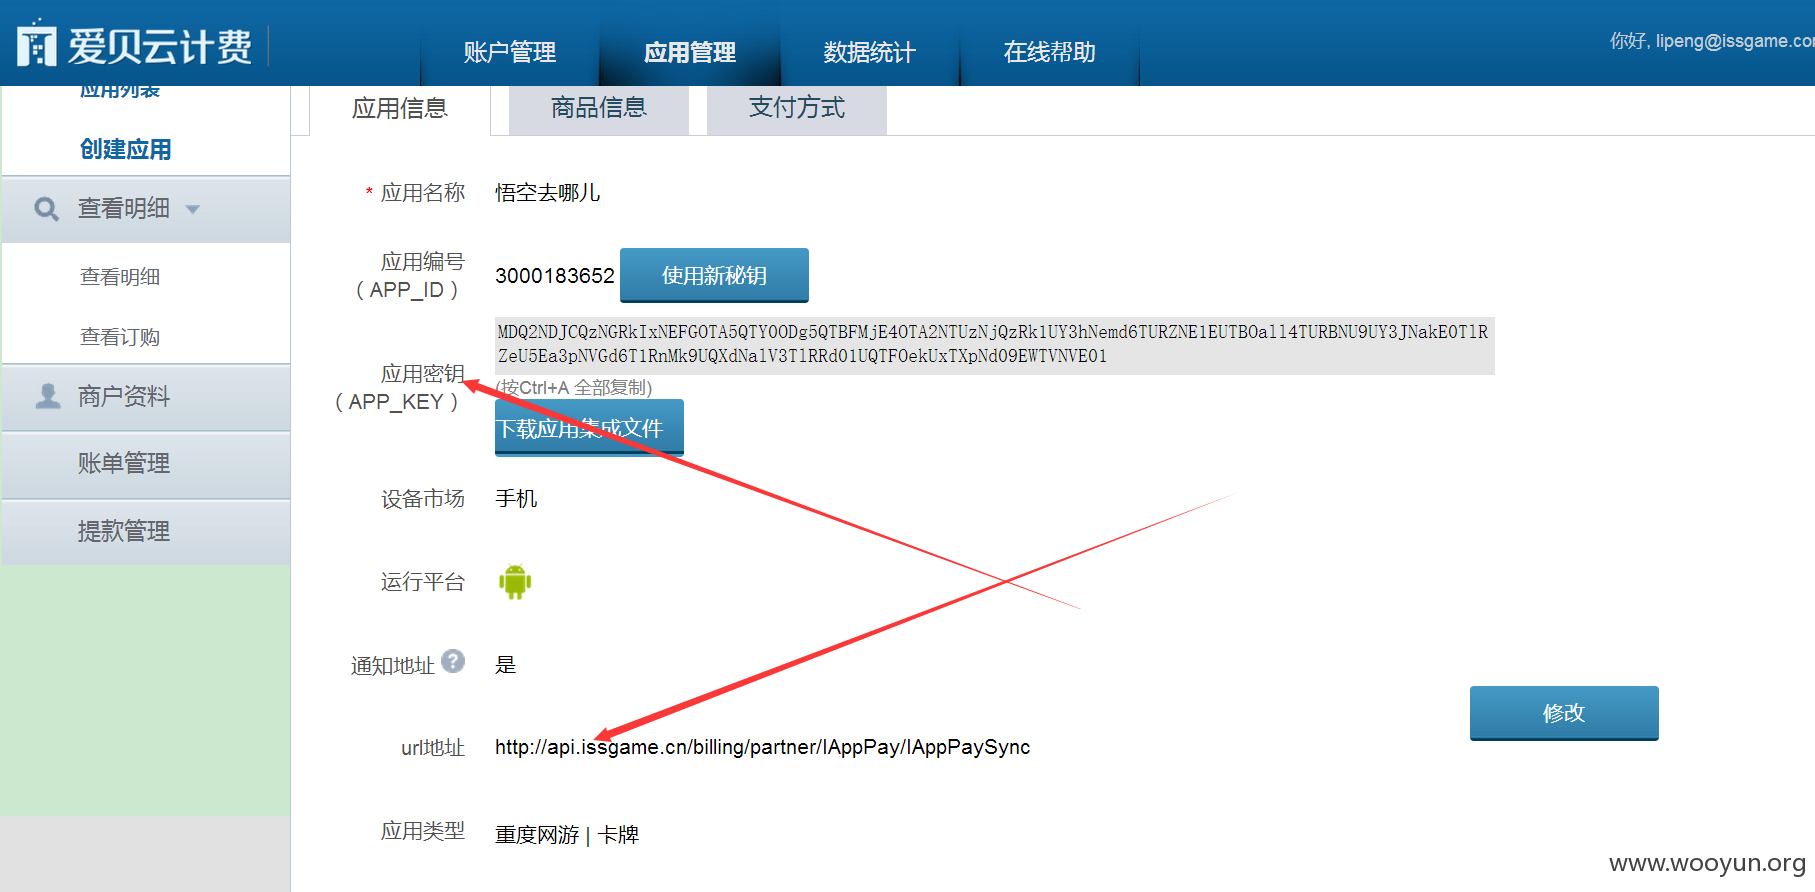 爱贝云计费
账户管理
应用管理
数据统计
在线帮助
你好, lipeng@issgame.co
应用列表
创建应用
查看明细
查看明细
查看订购
商户资料
账单管理
提款管理
应用信息
商品信息
支付方式
* 应用名称
悟空去哪儿
应用编号
( APP_ID )
3000183652
使用新秘钥
应用密钥
( APP_KEY )
MDQ2NDJCQzNGRkIxNEFGOTA5QTY0ODg5QTBFMjE4OTA2NTUzNjQzRk1UY3hNemd6TURZNE1EUTBOall4TURBNU9UY3JNakE0TlR
ZeU5Ea3pNVGd6T1RnMk9UQXdNalV3TlRRd01UQTFOekUxTXpNd09EWTVNVE01
(按Ctrl+A 全部复制)
下载应用集成文件
设备市场
手机
运行平台
通知地址
?
是
url地址
http://api.issgame.cn/billing/partner/IAppPay/IAppPaySync
修改
应用类型
重度网游 | 卡牌
www.wooyun.org